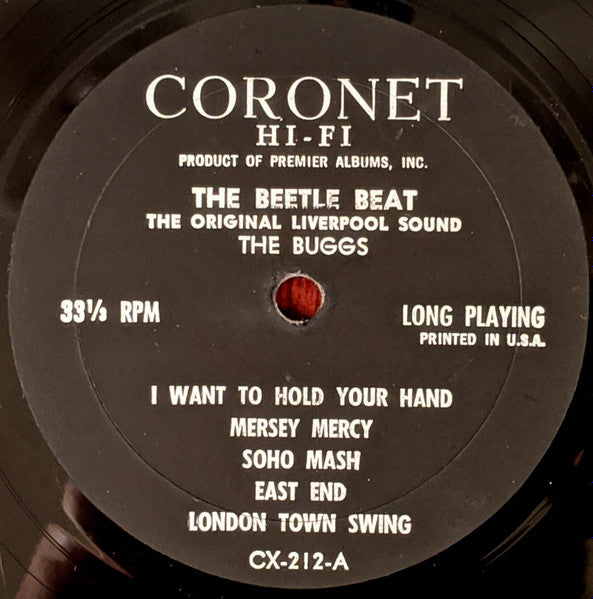 CORONET
HI-FI
PRODUCT OF PREMIER ALBUMS, INC.
THE BEETLE BEAT
THE ORIGINAL LIVERPOOL SOUND
THE BUGGS
33⅓ RPM
LONG PLAYING
PRINTED IN U.S.A.
I WANT TO HOLD YOUR HAND
MERSEY MERCY
SOHO MASH
EAST END
LONDON TOWN SWING
CX-212-A